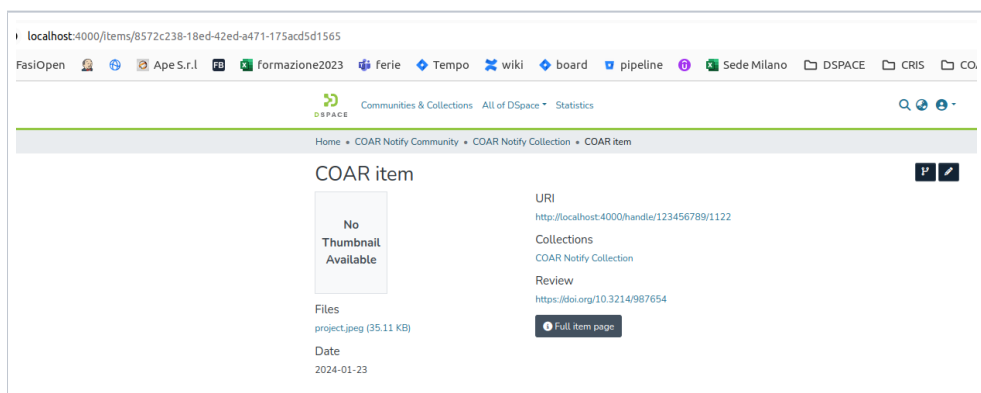 localhost:4000/items/8572c238-18ed-42ed-a471-175acd5d1565
FasiOpen Ape S.r.l FB formazione2023 ferie Tempo wiki board pipeline Sede Milano DSPACE CRIS CO
DSPACE Communities & Collections All of DSpace Statistics
Home • COAR Notify Community • COAR Notify Collection • COAR item
COAR item
No
Thumbnail
Available
Files
project.jpeg (35.11 KB)
Date
2024-01-23
URI
http://localhost:4000/handle/123456789/1122
Collections
COAR Notify Collection
Review
https://doi.org/10.3214/987654
Full item page